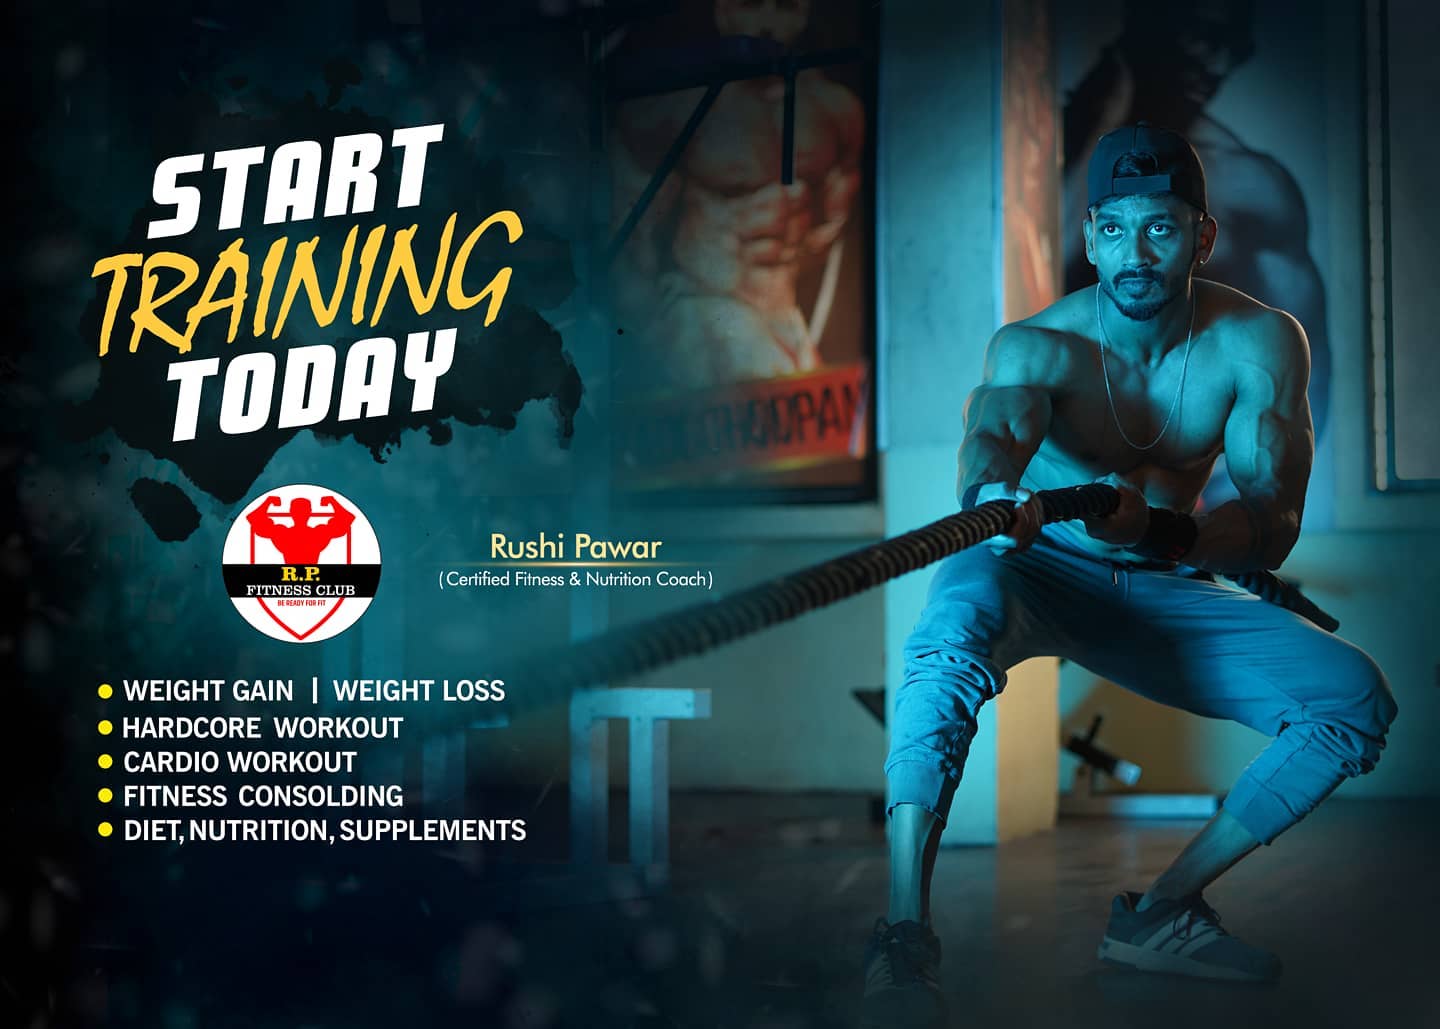 START
TRAINING
TODAY
R.P.
FITNESS CLUB
BE READY FOR FIT
Rushi Pawar
(Certified Fitness & Nutrition Coach)
WEIGHT GAIN | WEIGHT LOSS
HARDCORE WORKOUT
CARDIO WORKOUT
FITNESS CONSOLDING
DIET, NUTRITION, SUPPLEMENTS